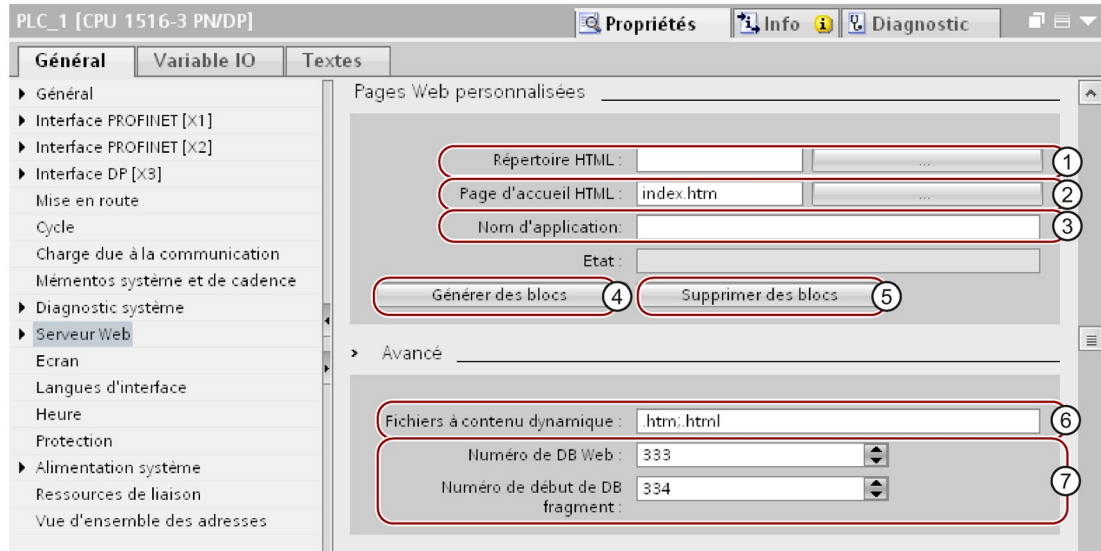 PLC_1 [CPU 1516-3 PN/DP]
Propriétés
Info
Diagnostic
Général
Variable IO
Textes
Général
Interface PROFINET [X1]
Interface PROFINET [X2]
Interface DP [X3]
Mise en route
Cycle
Charge due à la communication
Mémentos système et de cadence
Diagnostic système
Serveur Web
Ecran
Langues d'interface
Heure
Protection
Alimentation système
Ressources de liaison
Vue d'ensemble des adresses
Pages Web personnalisées
Répertoire HTML : ... 1
Page d'accueil HTML : index.htm ... 2
Nom d'application: 3
Etat :
Générer des blocs 4 Supprimer des blocs 5
Avancé
Fichiers à contenu dynamique : .htm;.html 6
Numéro de DB Web : 333
Numéro de début de DB 334 7
fragment :